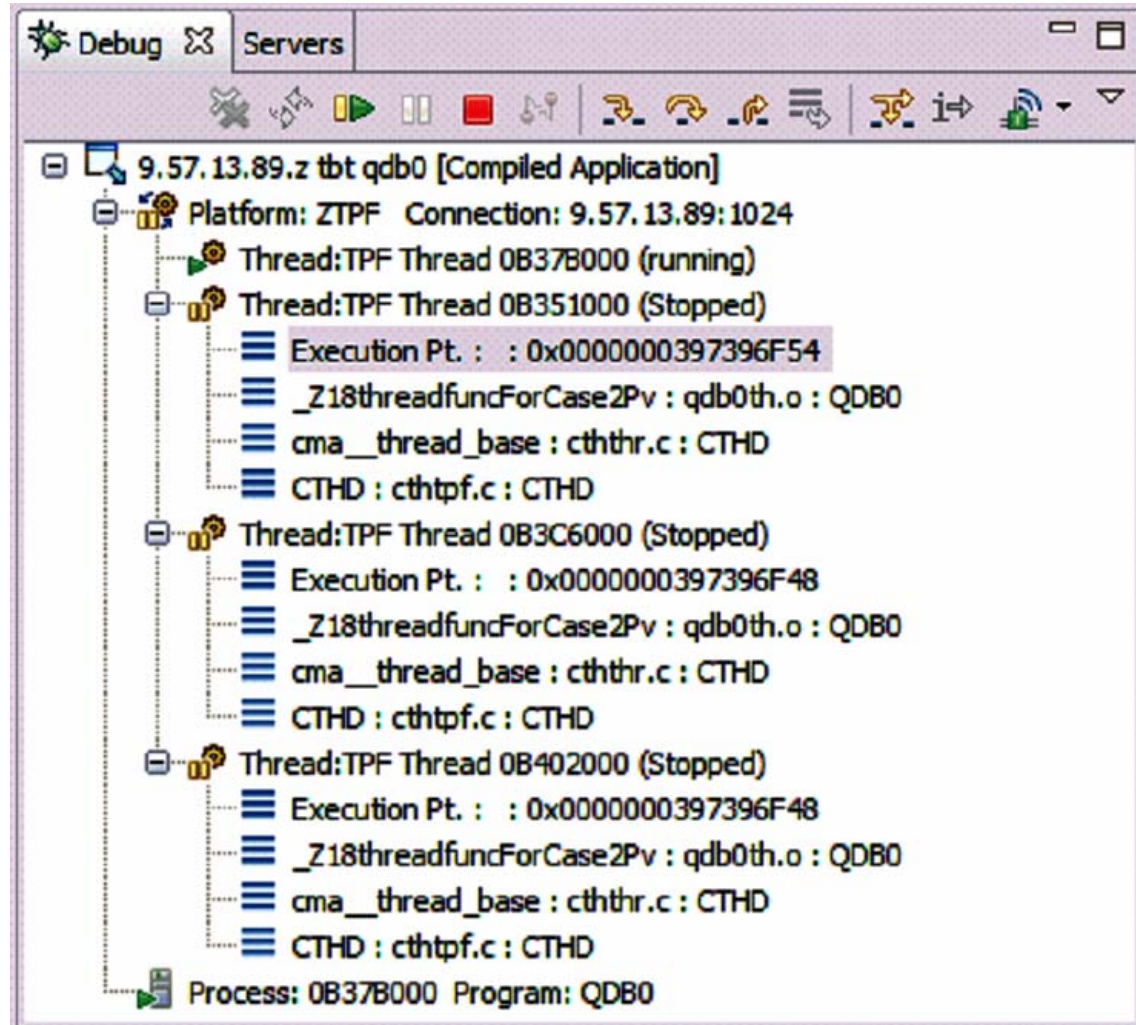 Debug Servers
i
9.57.13.89.z tbt qdb0 [Compiled Application]
Platform: ZTPF Connection: 9.57.13.89:1024
Thread:TPF Thread 0B37B000 (running)
Thread:TPF Thread 0B351000 (Stopped)
Execution Pt. : : 0x0000000397396F54
_Z18threadfuncForCase2Pv : qdb0th.o : QDB0
cma__thread_base : cththr.c : CTHD
CTHD : cthtpf.c : CTHD
Thread:TPF Thread 0B3C6000 (Stopped)
Execution Pt. : : 0x0000000397396F48
_Z18threadfuncForCase2Pv : qdb0th.o : QDB0
cma__thread_base : cththr.c : CTHD
CTHD : cthtpf.c : CTHD
Thread:TPF Thread 0B402000 (Stopped)
Execution Pt. : : 0x0000000397396F48
_Z18threadfuncForCase2Pv : qdb0th.o : QDB0
cma__thread_base : cththr.c : CTHD
CTHD : cthtpf.c : CTHD
Process: 0B37B000 Program: QDB0